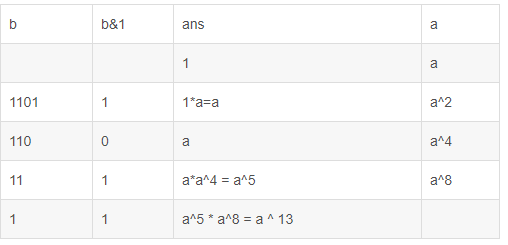 b b&1 ans a
1 a
1101 1 1*a=a a^2
110 0 a a^4
11 1 a*a^4 = a^5 a^8
1 1 a^5 * a^8 = a ^ 13